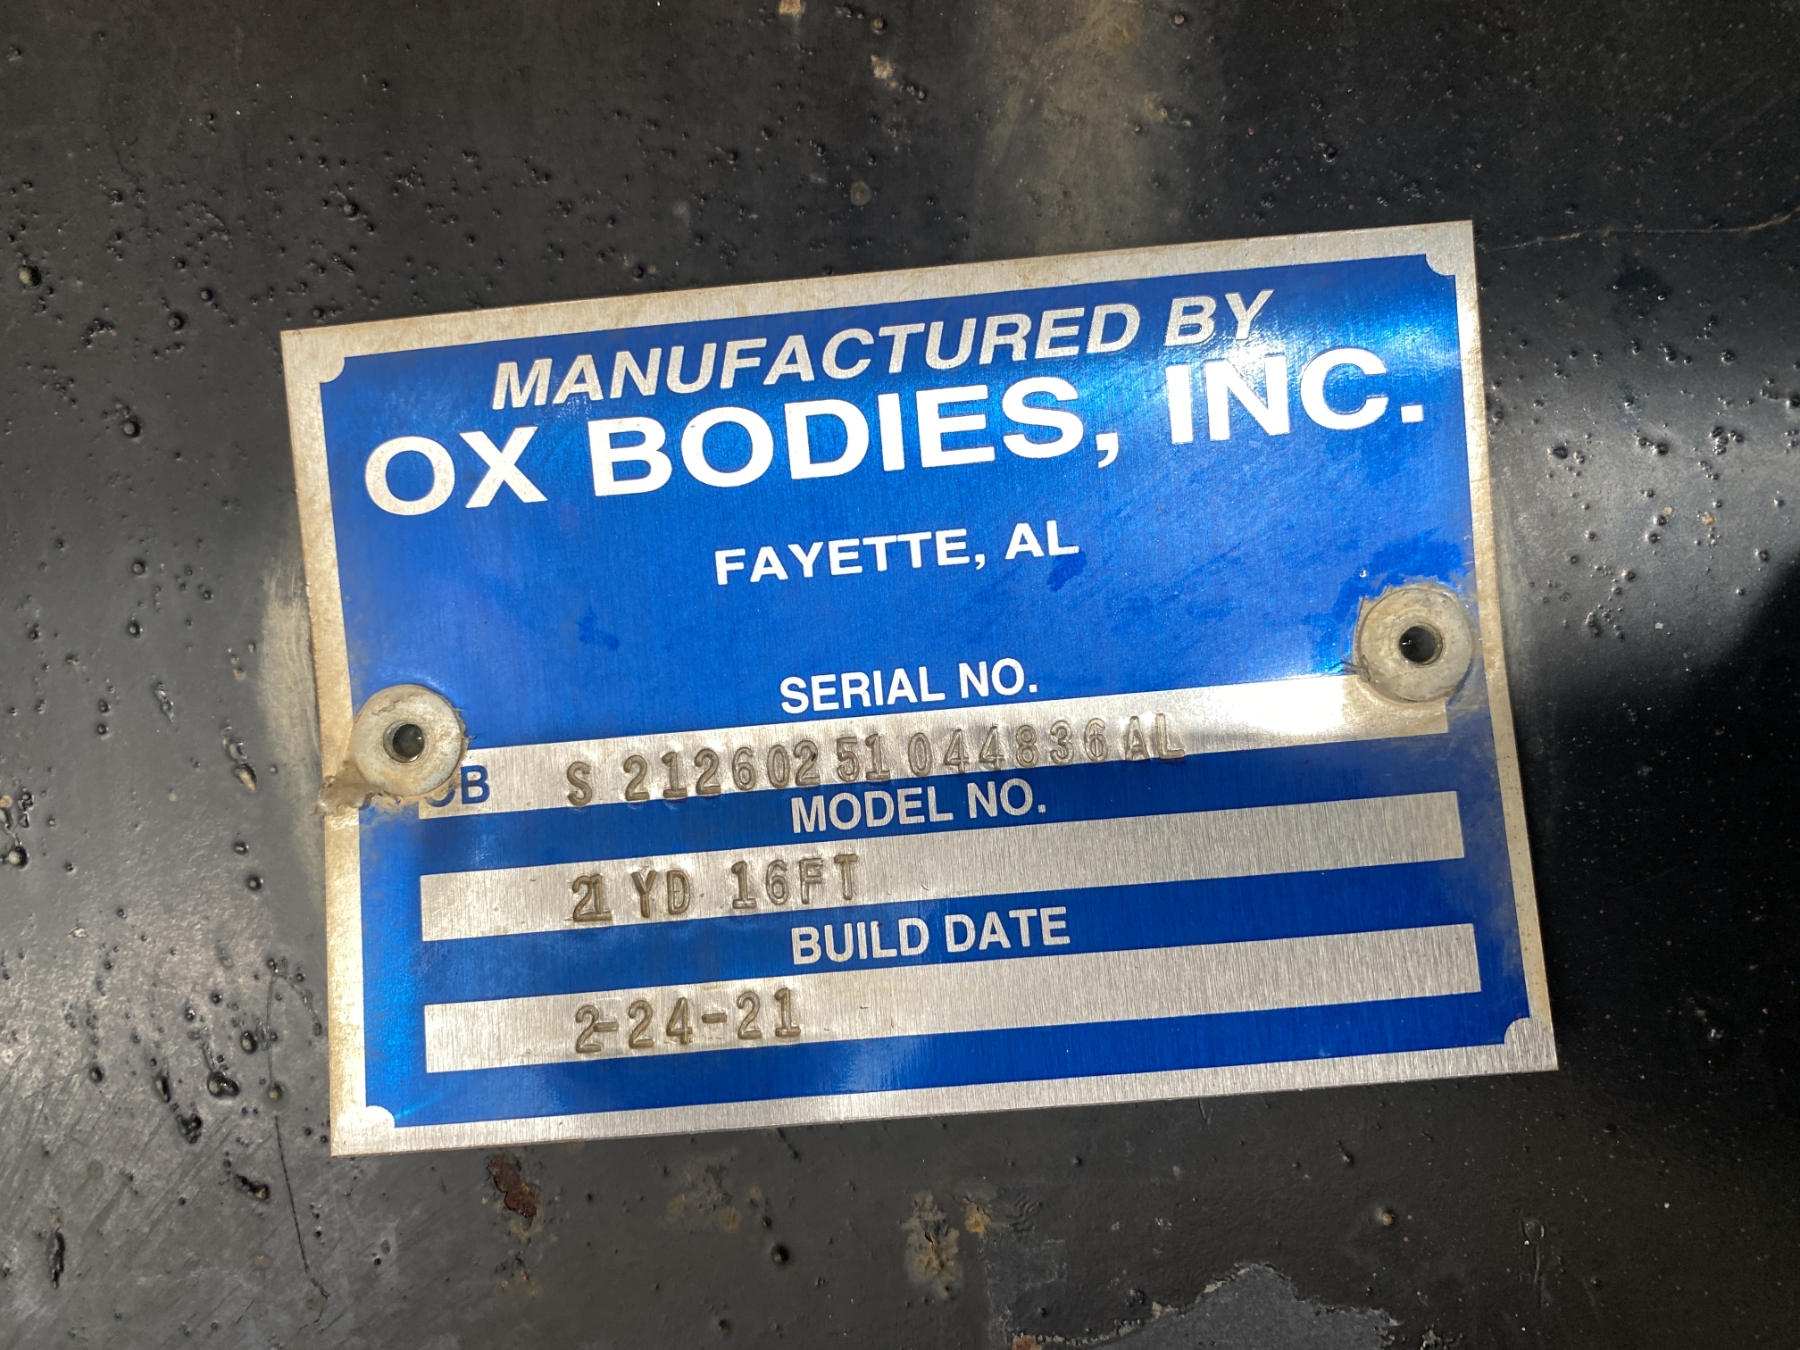 MANUFACTURED BY
OX BODIES, INC.
FAYETTE, AL
SERIAL NO.
S 21260251044836AL
MODEL NO.
21 YD 16FT
BUILD DATE
2-24-21